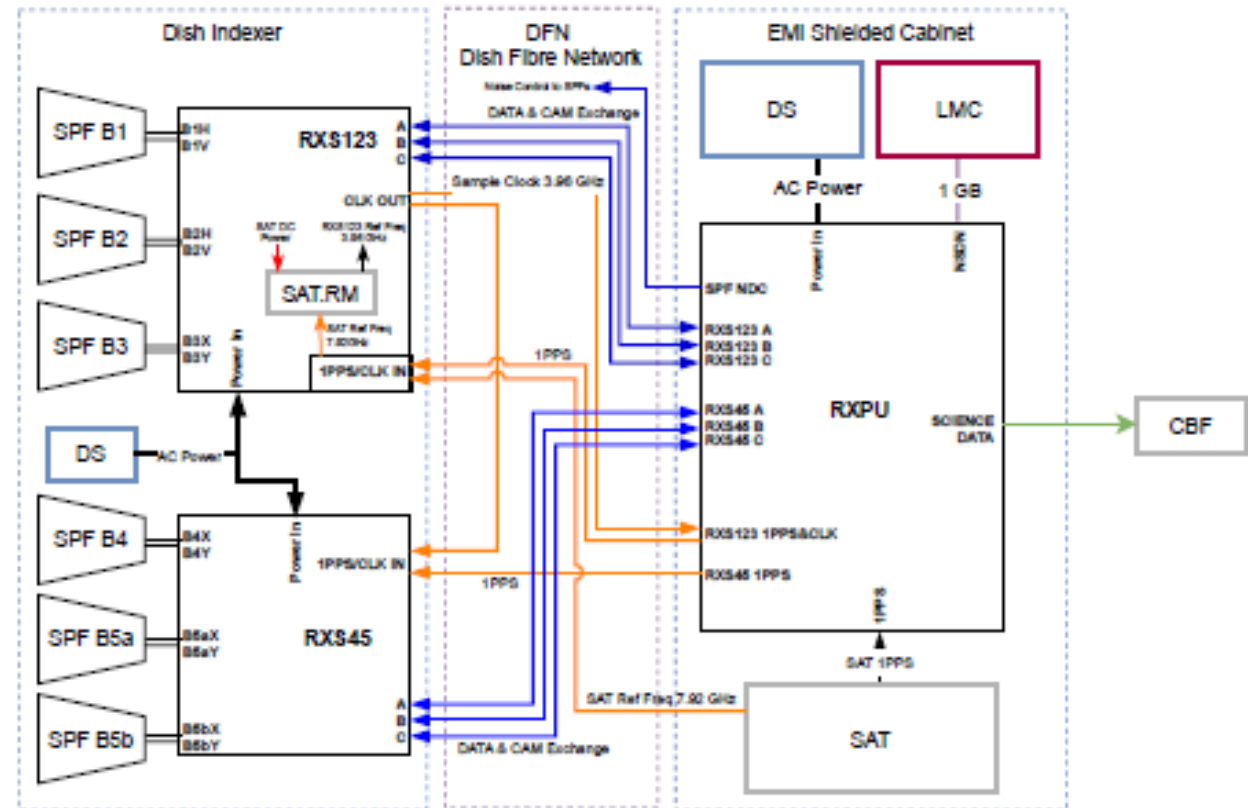 Dish Indexer
DFN
Dish Fibre Network
EMI Shielded Cabinet
Noise Control to SPFs
DATA & CAM Exchange
SPF B1
B1H
B1V
RXS123
A
B
C
DS
LMC
AC Power
1 GB
Sample Clock 3.96 GHz
CLK OUT
SPF B2
B2H
B2V
SAT DC
Power
RXS123 Ref Freq
3.96 GHz
SAT.RM
SAT Ref Freq
7.92GHz
Power In
NSDN
SPF NDC
SPF B3
B3X
B3Y
Power In
1PPS/CLK IN
1PPS
RXS123 A
RXS123 B
RXS123 C
RXS45 A
RXS45 B
RXS45 C
RXPU
SCIENCE
DATA
CBF
DS
AC Power
SPF B4
B4X
B4Y
Power In
1PPS/CLK IN
1PPS
RXS123 1PPS&CLK
RXS45 1PPS
1PPS
SPF B5a
B5aX
B5aY
RXS45
SAT 1PPS
SAT Ref Freq,7.92 GHz
SPF B5b
B5bX
B5bY
A
B
C
DATA & CAM Exchange
SAT